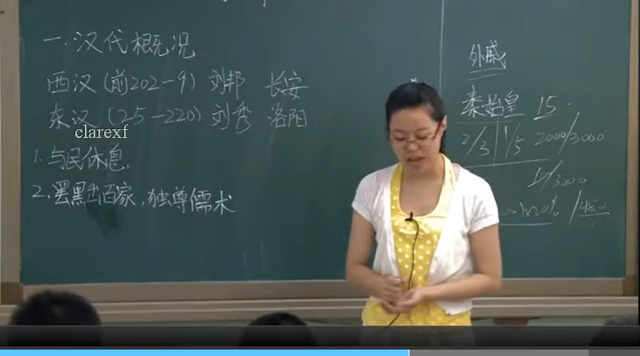 一.汉代概况
西汉(前202-9) 刘邦 长安
东汉(25-220) 刘秀 洛阳
clarexf
1.与民休息.
2.罢黜百家,独尊儒术
外戚
秦始皇 15.
2/3 1/5 2000/3000